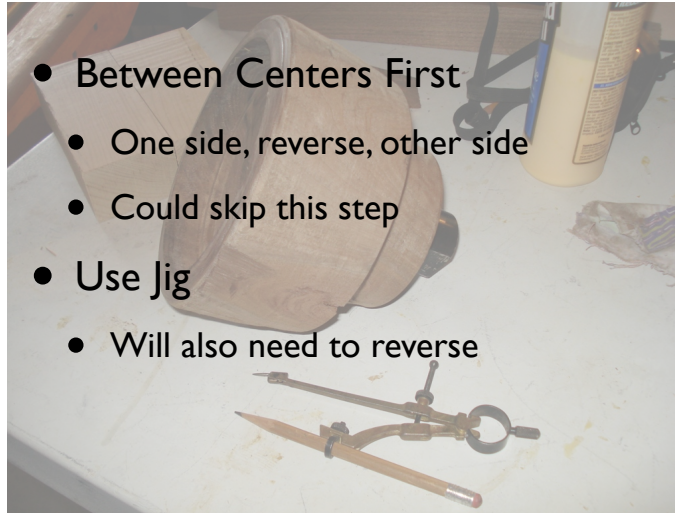 • Between Centers First
• One side, reverse, other side
• Could skip this step
• Use Jig
• Will also need to reverse